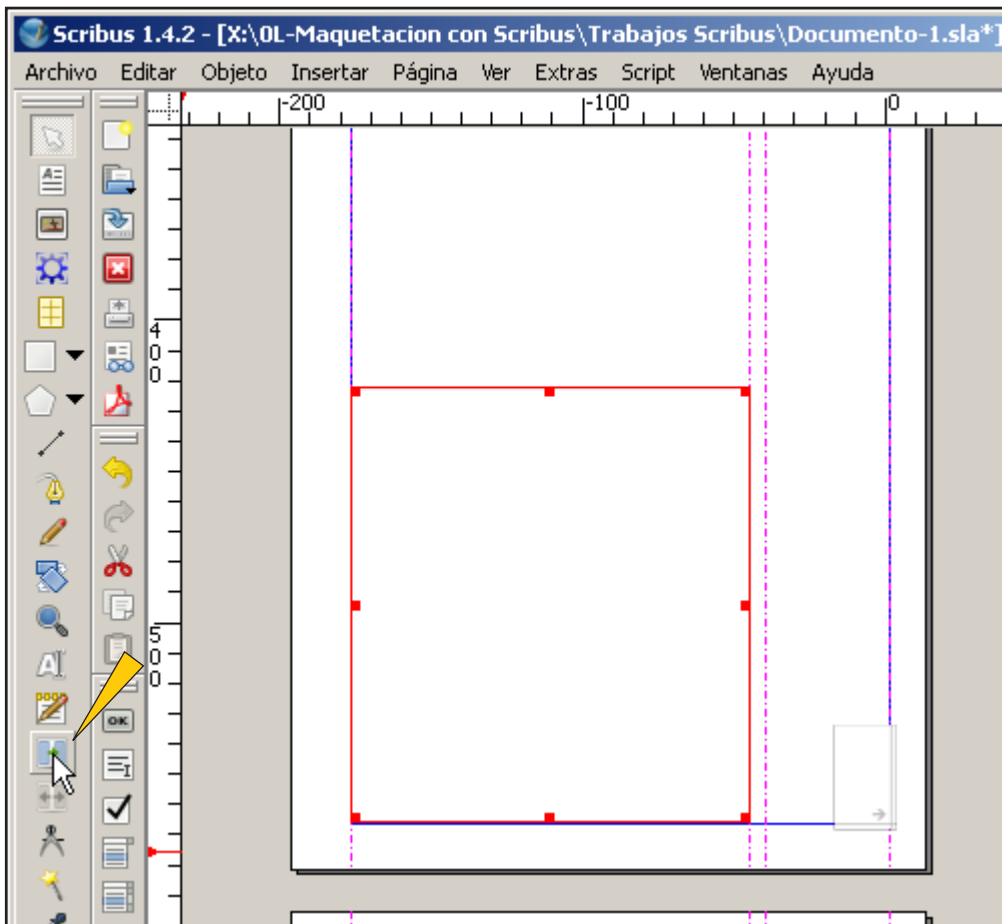 Scribus 1.4.2 - [X:\0L-Maquetacion con Scribus\Trabajos Scribus\Documento-1.sla*]
Archivo Editar Objeto Insertar Página Ver Extras Script Ventanas Ayuda
-200 -100 0
400
500
OK